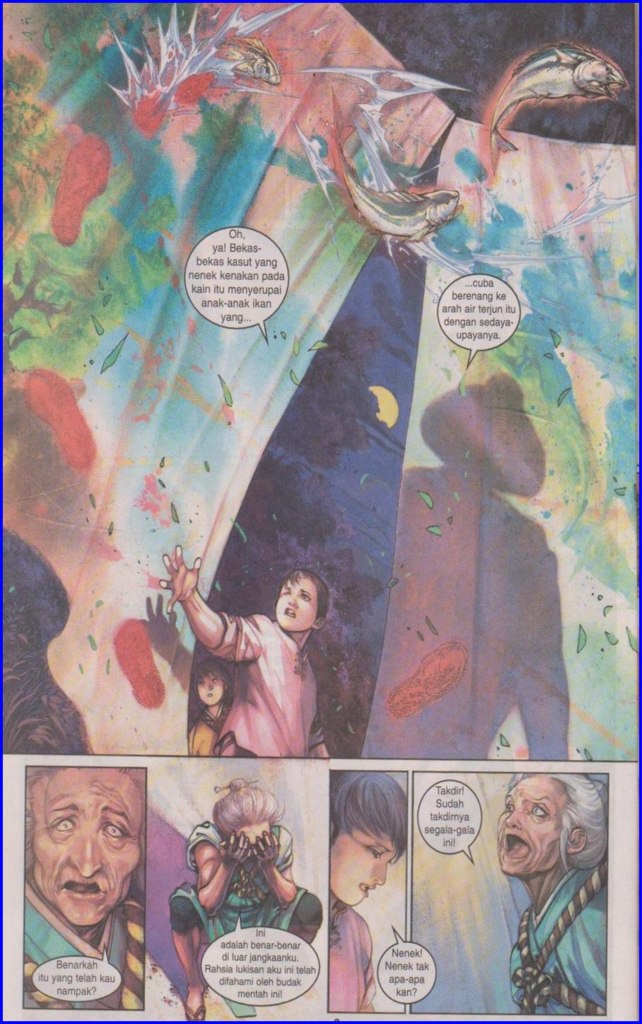 Oh,
ya! Bekas-
bekas kasut yang
nenek kenakan pada
kain itu menyerupai
anak-anak ikan
yang...
...cuba
berenang ke
arah air terjun itu
dengan sedaya-
upayanya.
Benarkah
itu yang telah kau
nampak?
Ini
adalah benar-benar
di luar jangkaanku.
Rahsia lukisan aku ini telah
difahami oleh budak
mentah ini!
Nenek!
Nenek tak
apa-apa
kan?
Takdir!
Sudah
takdirnya
segala-gala
ini!